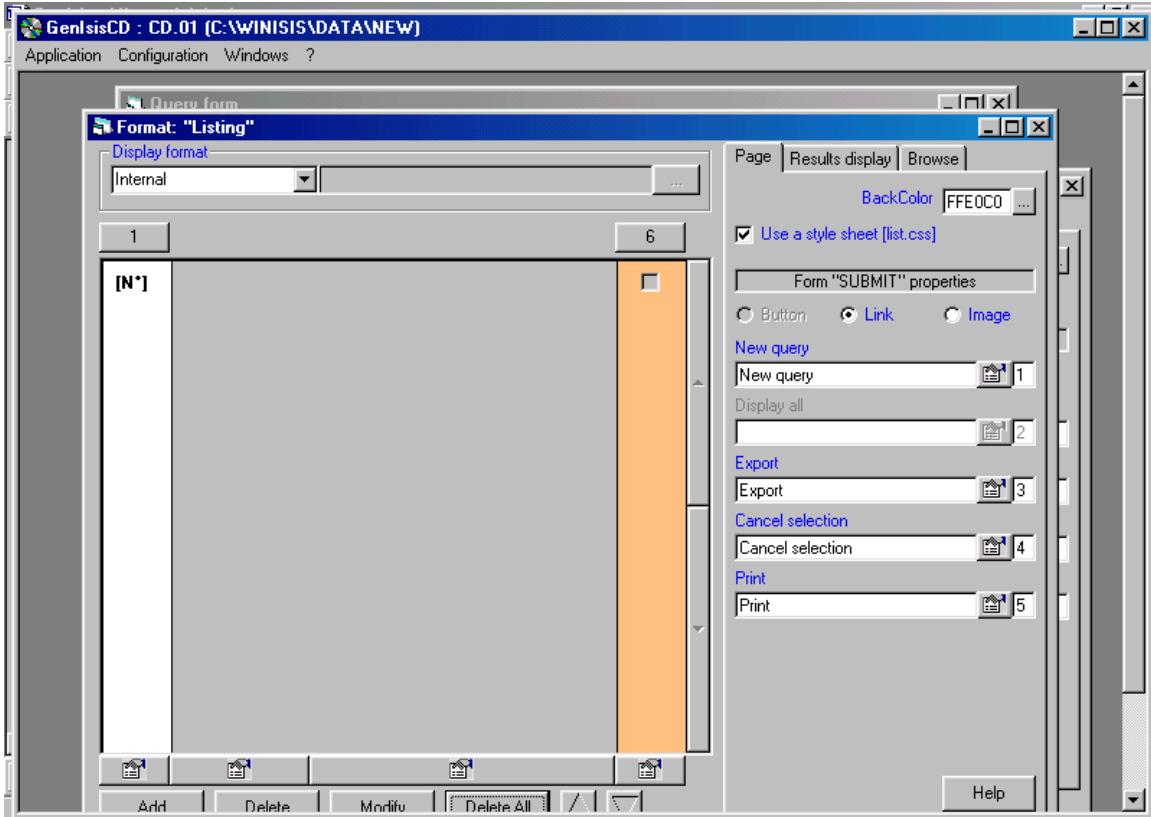 GenIsisCD : CD.01 (C:\WINISIS\DATA\NEW)
Application Configuration Windows ?
Query form
Format: "Listing"
Display format
Internal
...
1
6
[N°]
Add
Delete
Modify
Delete All
Page
Results display
Browse
BackColor
FFE0C0
...
Use a style sheet [list.css]
Form "SUBMIT" properties
Button
Link
Image
New query
New query
1
Display all
2
Export
Export
3
Cancel selection
Cancel selection
4
Print
Print
5
Help